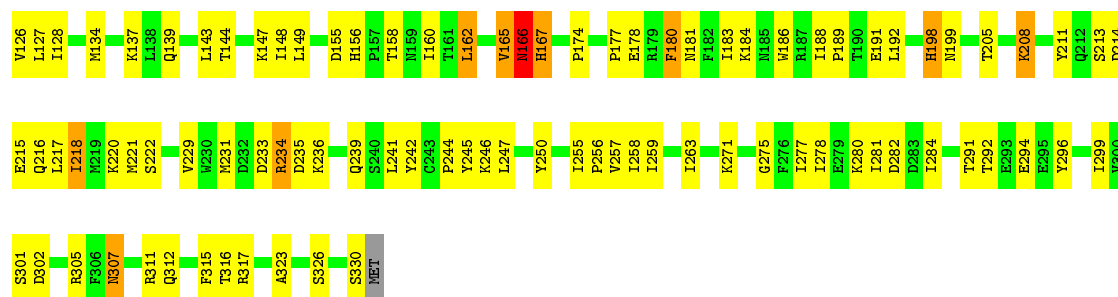 V126 L127 I128 M134 K137 L138 Q139 L143 T144 K147 I148 L149 D155 H156 P157 T158 N159 I160 T161 L162 V165 N166 H167 P174 P177 E178 R179 F180 N181 F182 I183 K184 N185 W186 R187 I188 P189 T190 E191 L192 H198 N199 T205 K208 Y211 Q212 S213
E215 Q216 L217 I218 M219 K220 M221 S222 V229 W230 M231 D232 D233 R234 D235 K236 Q239 S240 L241 Y242 C243 P244 Y245 K246 L247 Y250 I255 P256 V257 I258 I259 I263 K271 G275 F276 I277 I278 E279 K280 I281 D282 D283 I284 T291 T292 E293 E294 E295 Y296 I299
S301 D302 R305 F306 N307 R311 Q312 F315 T316 R317 A323 S326 S330 MET